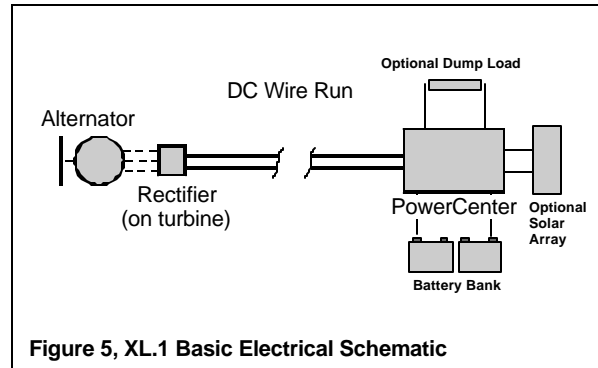 Optional Dump Load
DC Wire Run
Alternator
Rectifier
(on turbine)
PowerCenter
Optional
Solar
Array
Battery Bank
Figure 5, XL.1 Basic Electrical Schematic